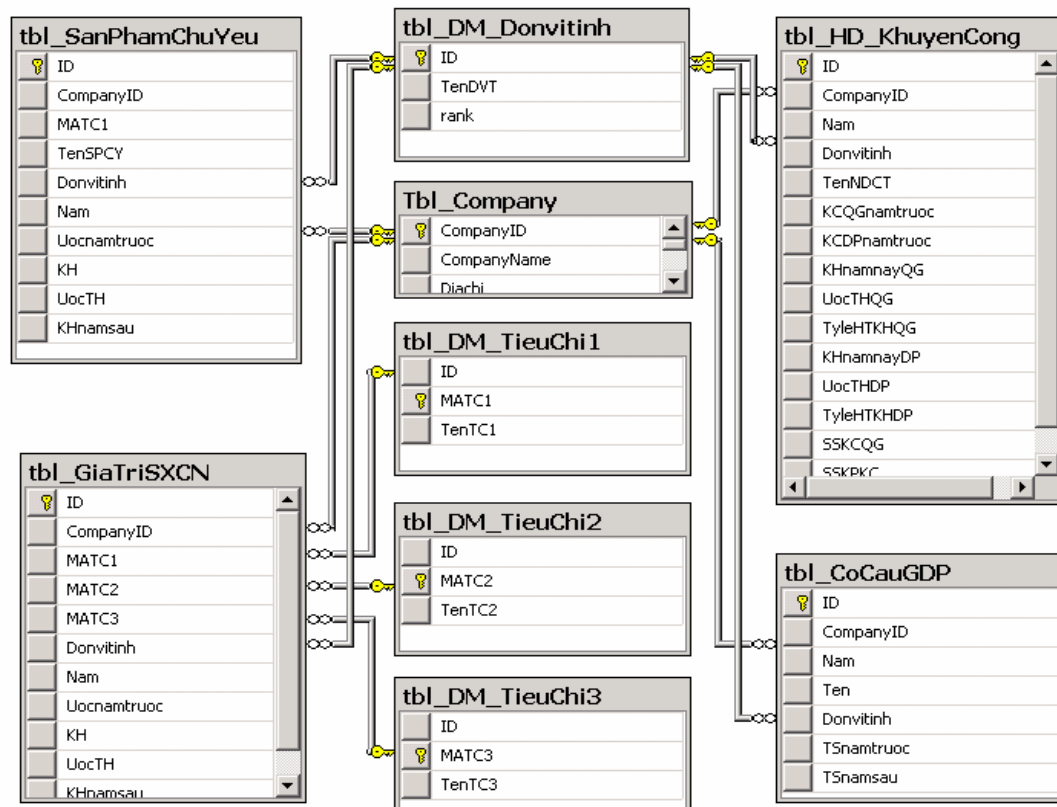 tbl_SanPhamChuYeu
ID
CompanyID
MATC1
TenSPCY
Donvitinh
Nam
Uocnamtruoc
KH
UocTH
KHnamsau
tbl_GiaTriSXCN
ID
CompanyID
MATC1
MATC2
MATC3
Donvitinh
Nam
Uocnamtruoc
KH
UocTH
KHnamsau
tbl_DM_Donvitinh
ID
TenDVT
rank
Tbl_Company
CompanyID
CompanyName
Diachi
tbl_DM_TieuChi1
ID
MATC1
TenTC1
tbl_DM_TieuChi2
ID
MATC2
TenTC2
tbl_DM_TieuChi3
ID
MATC3
TenTC3
tbl_HD_KhuyenCong
ID
CompanyID
Nam
Donvitinh
TenNDCT
KCQGnamtruoc
KCDPnamtruoc
KHnamnayQG
UocTHQG
TyleHTKHQG
KHnamnayDP
UocTHDP
TyleHTKHDP
SSKCQG
SSKPKC
tbl_CoCauGDP
ID
CompanyID
Nam
Ten
Donvitinh
TSnamtruoc
TSnamsau